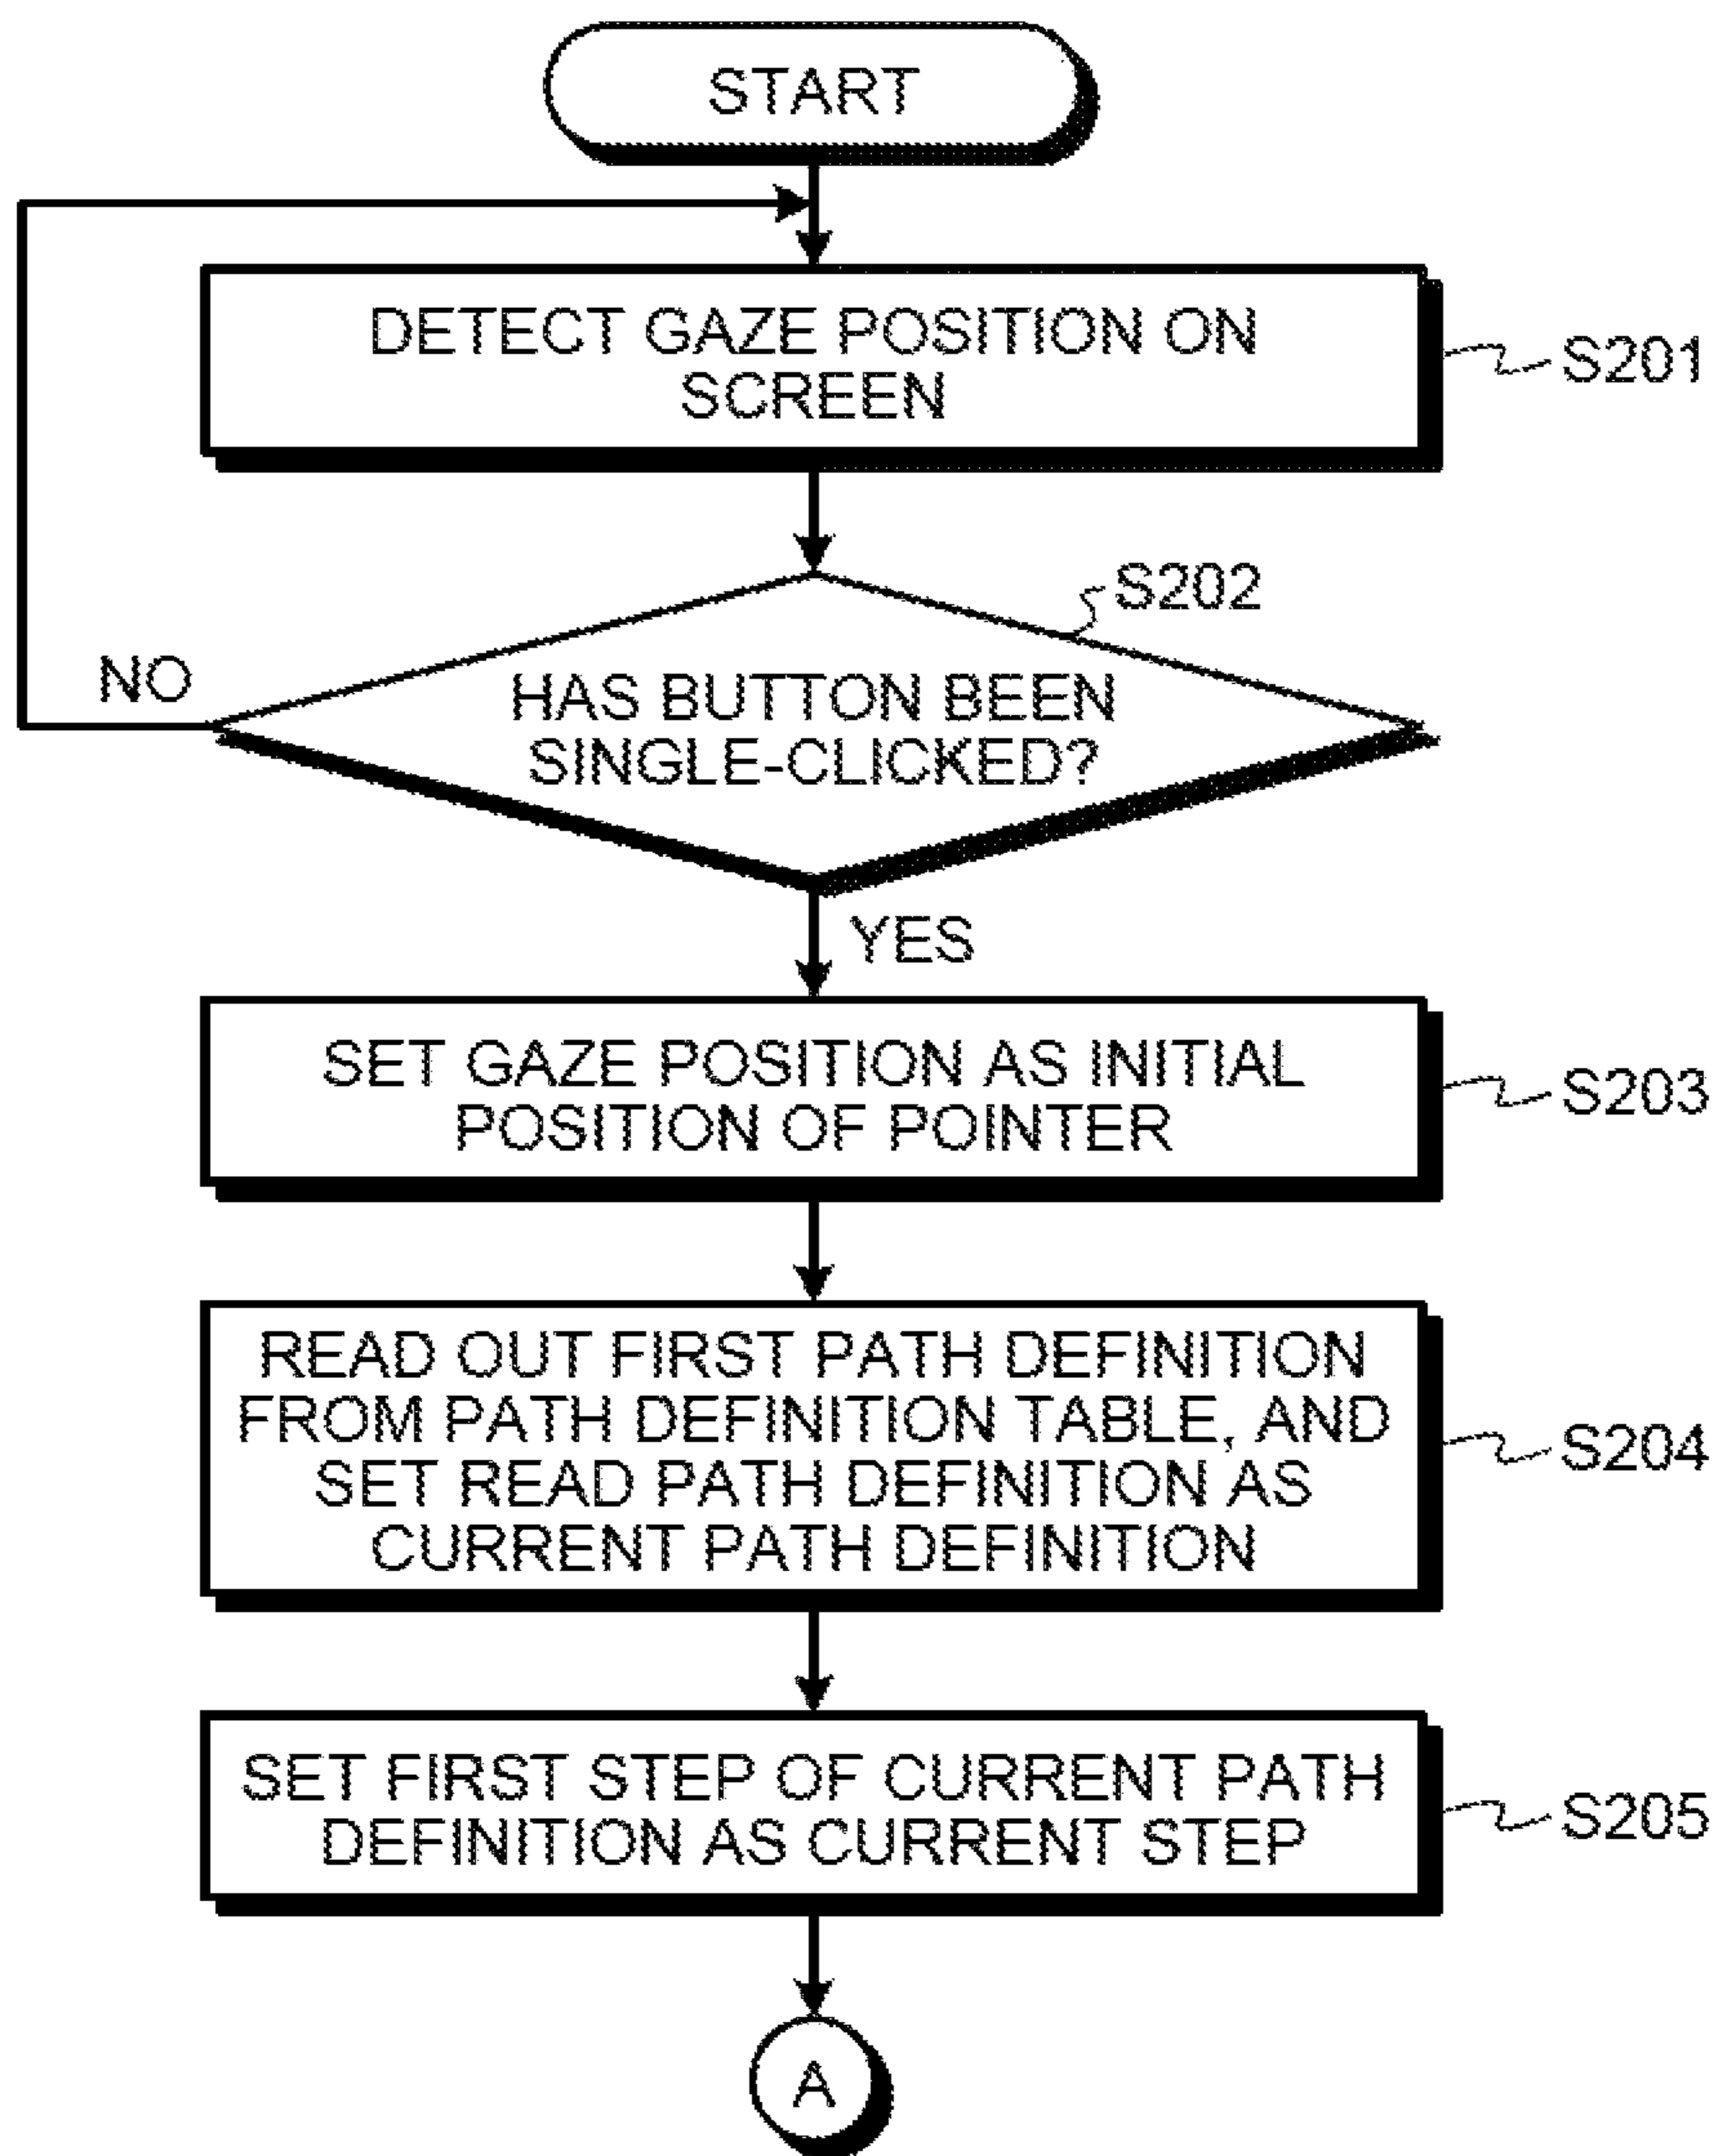 START
DETECT GAZE POSITION ON
SCREEN
S201
S202
HAS BUTTON BEEN
SINGLE-CLICKED?
NO
YES
SET GAZE POSITION AS INITIAL
POSITION OF POINTER
S203
READ OUT FIRST PATH DEFINITION
FROM PATH DEFINITION TABLE, AND
SET READ PATH DEFINITION AS
CURRENT PATH DEFINITION
S204
SET FIRST STEP OF CURRENT PATH
DEFINITION AS CURRENT STEP
S205
A